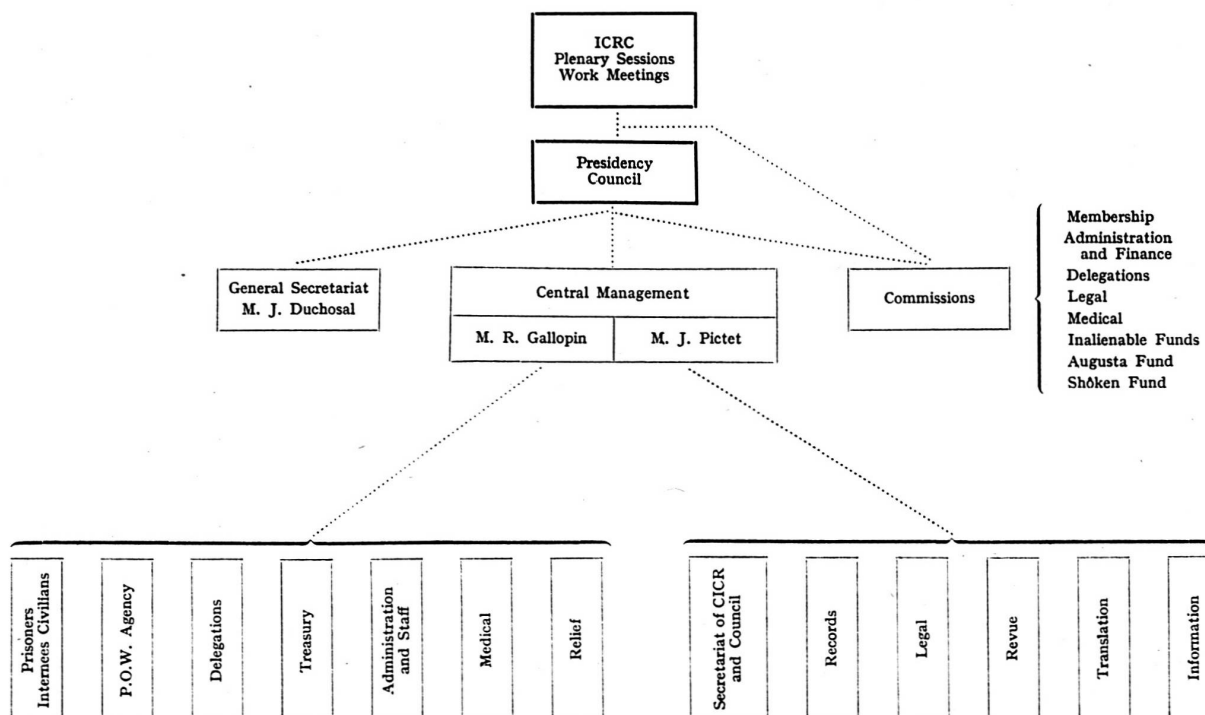 ICRC
Plenary Sessions
Work Meetings
Presidency
Council
General Secretariat
M. J. Duchosal
Central Management
M. R. Gallopin
M. J. Pictet
Commissions
Membership
Administration
and Finance
Delegations
Legal
Medical
Inalienable Funds
Augusta Fund
Shôken Fund
Prisoners
Internees Civilians
P.O.W. Agency
Delegations
Treasury
Administration
and Staff
Medical
Relief
Secretariat of CICR
and Council
Records
Legal
Revue
Translation
Information